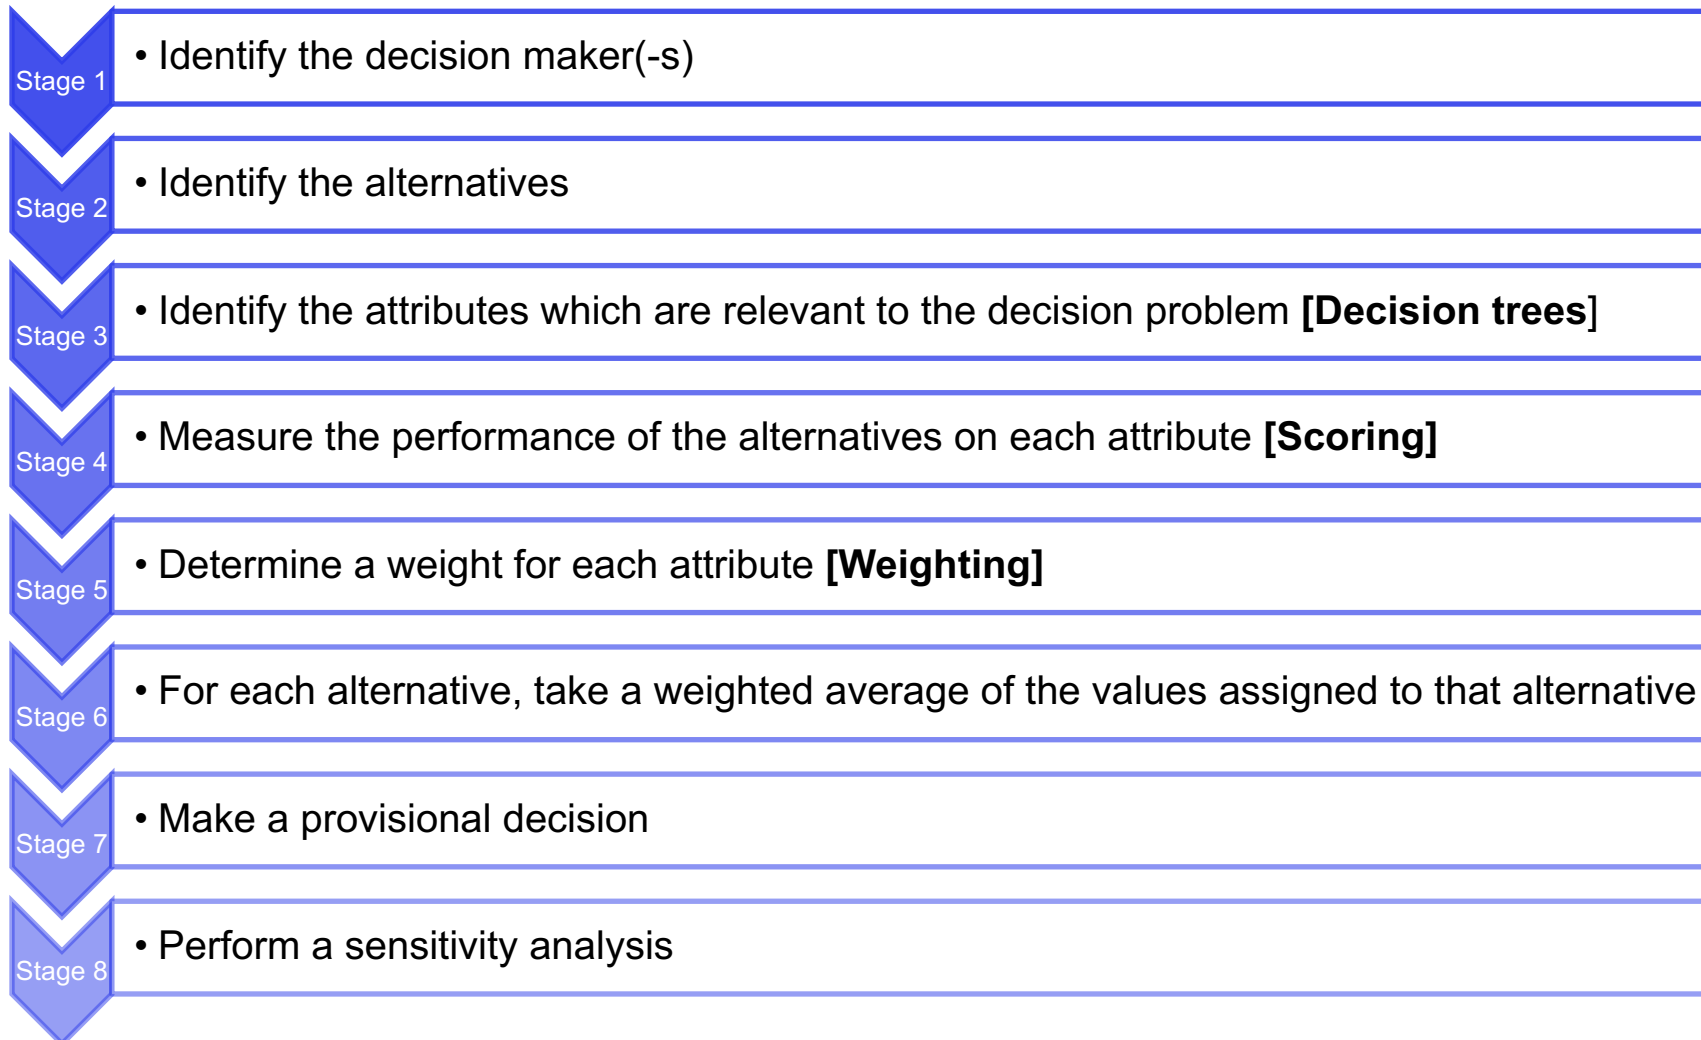 Stage 1
• Identify the decision maker(-s)
Stage 2
• Identify the alternatives
Stage 3
• Identify the attributes which are relevant to the decision problem [Decision trees]
Stage 4
• Measure the performance of the alternatives on each attribute [Scoring]
Stage 5
• Determine a weight for each attribute [Weighting]
Stage 6
• For each alternative, take a weighted average of the values assigned to that alternative
Stage 7
• Make a provisional decision
Stage 8
• Perform a sensitivity analysis